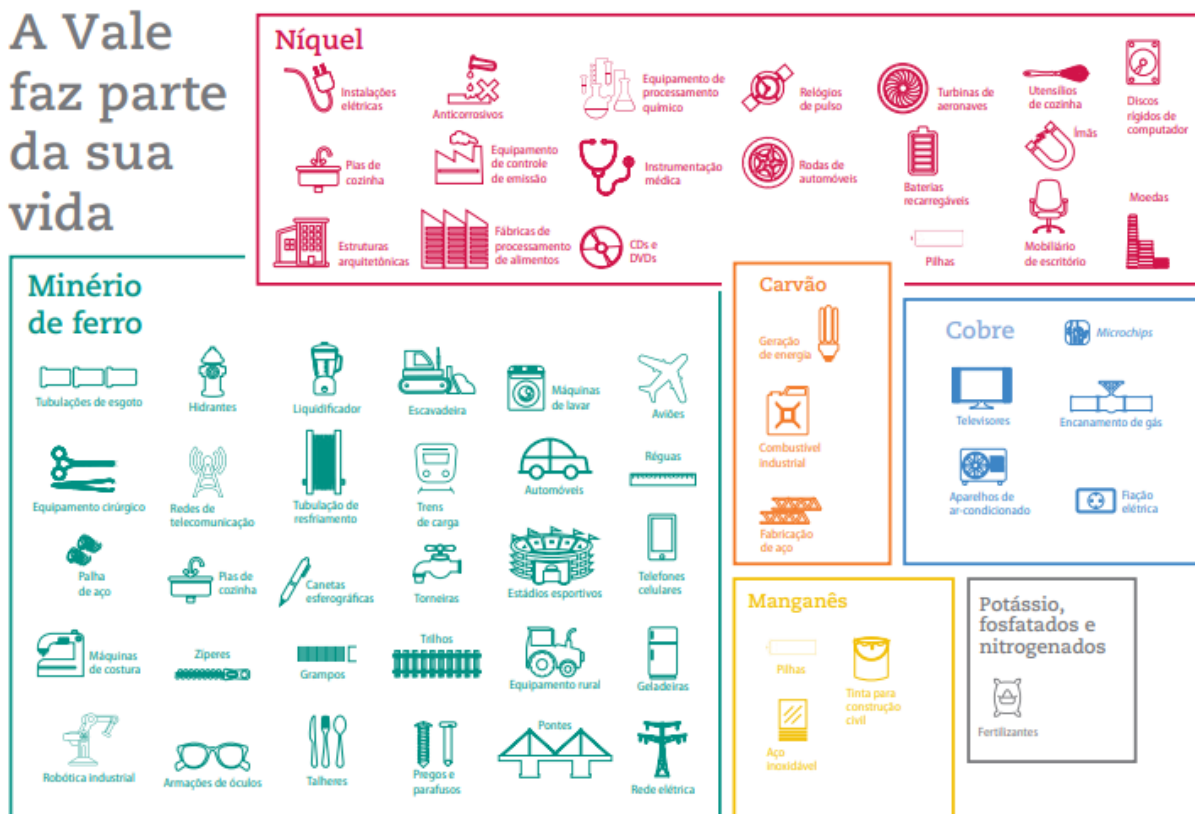 A Vale
faz parte
da sua
vida
Níquel
Instalações
elétricas
Anticorrosivos
Equipamento de
processamento
químico
Relógios
de pulso
Turbinas de
aeronaves
Utensílios
de cozinha
Discos
rígidos de
computador
Pias de
cozinha
Equipamento
de controle
de emissão
Instrumentação
médica
Rodas de
automóveis
Baterias
recarregáveis
Ímãs
Estruturas
arquitetônicas
Fábricas de
processamento
de alimentos
CDs e
DVDs
Pilhas
Mobiliário
de escritório
Moedas
Minério
de ferro
Tubulações de esgoto
Hidrantes
Liquidificador
Escavadeira
Máquinas
de lavar
Aviões
Equipamento cirúrgico
Redes de
telecomunicação
Tubulação de
resfriamento
Trens
de carga
Automóveis
Réguas
Palha
de aço
Pias de
cozinha
Canetas
esferográficas
Torneiras
Estádios esportivos
Telefones
celulares
Máquinas
de costura
Zíperes
Grampos
Trilhos
Equipamento rural
Geladeiras
Robótica industrial
Armações de óculos
Talheres
Pregos e
parafusos
Pontes
Rede elétrica
Carvão
Geração
de energia
Combustível
industrial
Fabricação
de aço
Cobre
Microchips
Televisores
Encanamento de gás
Aparelhos de
ar-condicionado
Fiação
elétrica
Manganês
Pilhas
Tinta para
construção
civil
Aço
inoxidável
Potássio,
fosfatados e
nitrogenados
Fertilizantes